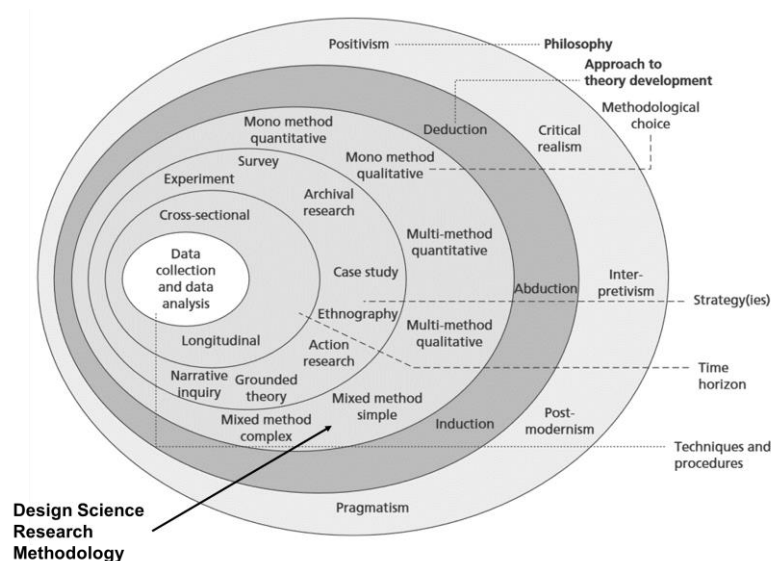 Positivism
Philosophy
Approach to
theory development
Methodological
choice
Mono method
quantitative
Deduction
Critical
realism
Survey
Mono method
qualitative
Experiment
Archival
research
Cross-sectional
Multi-method
quantitative
Data
collection
and data
analysis
Case study
Abduction
Inter-
pretivism
Strategy(ies)
Ethnography
Longitudinal
Multi-method
qualitative
Action
research
Time
horizon
Narrative
inquiry
Grounded
theory
Mixed method
simple
Mixed method
complex
Induction
Post-
modernism
Techniques and
procedures
Pragmatism
Design Science
Research
Methodology